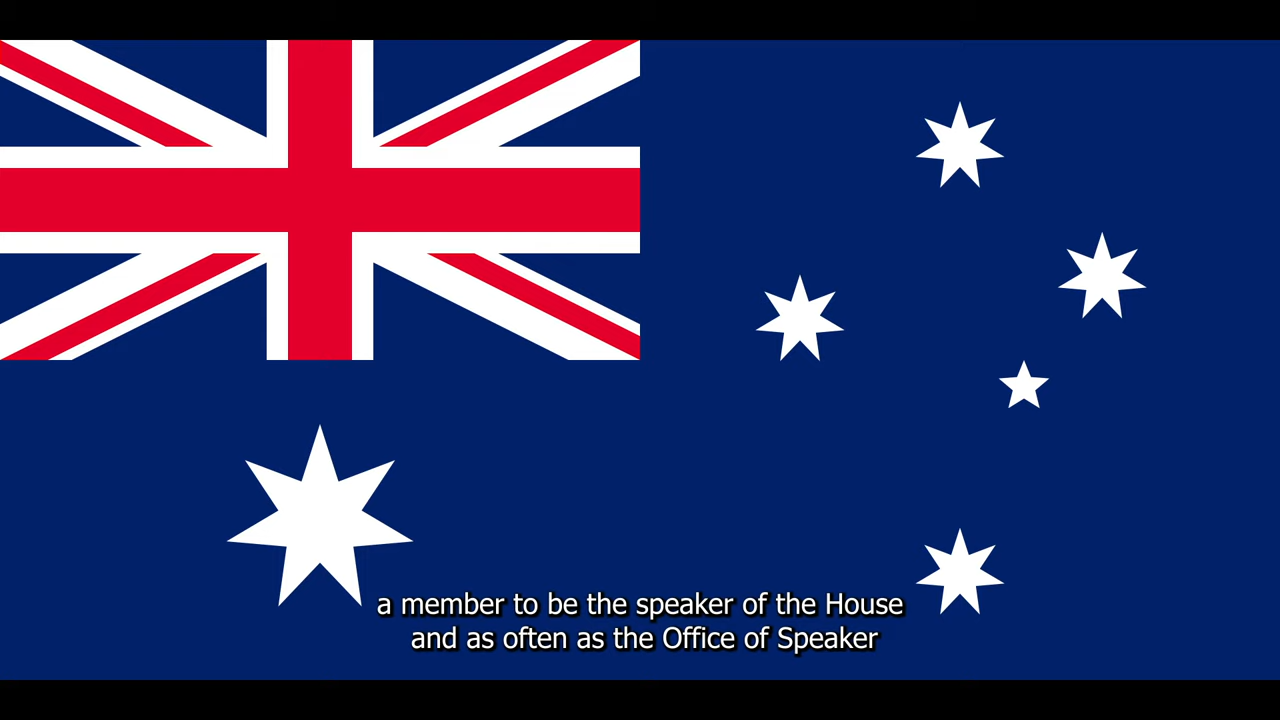 a member to be the speaker of the House
and as often as the Office of Speaker